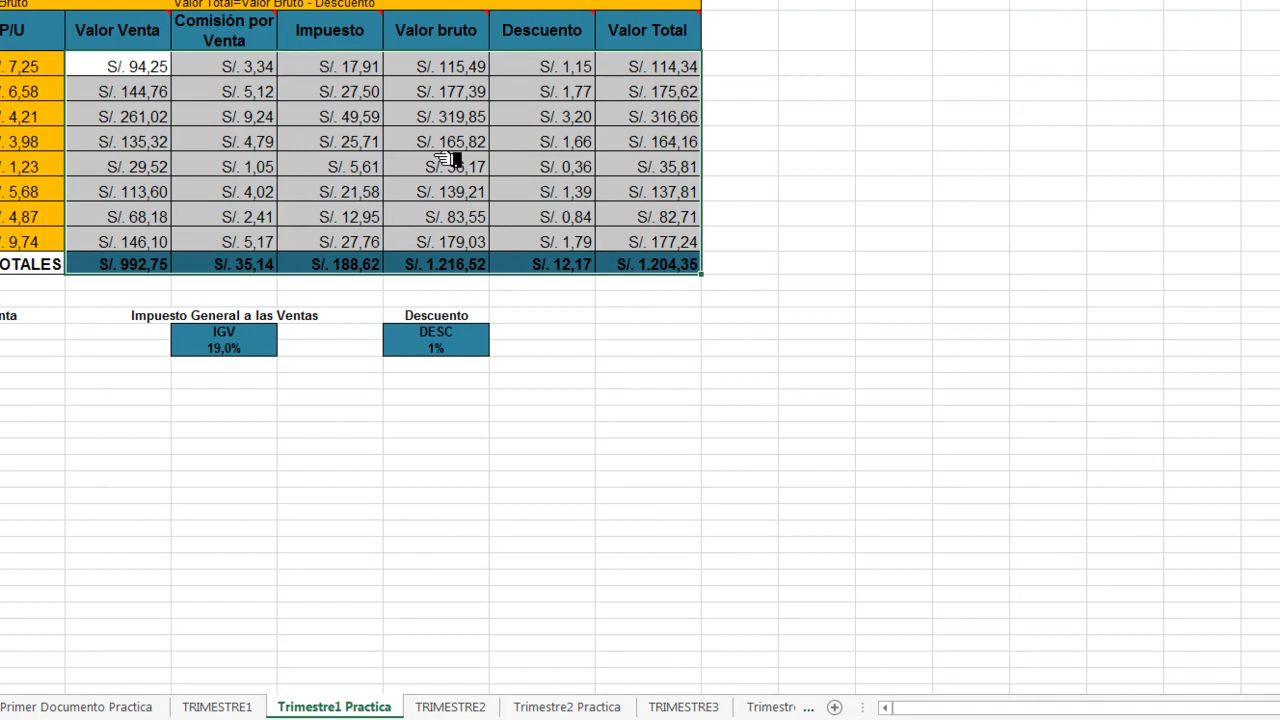 Bruto Valor Total=Valor Bruto - Descuento
P/U Valor Venta Comisión por Venta Impuesto Valor bruto Descuento Valor Total
. 7,25 S/. 94,25 S/. 3,34 S/. 17,91 S/. 115,49 S/. 1,15 S/. 114,34
. 6,58 S/. 144,76 S/. 5,12 S/. 27,50 S/. 177,39 S/. 1,77 S/. 175,62
. 4,21 S/. 261,02 S/. 9,24 S/. 49,59 S/. 319,85 S/. 3,20 S/. 316,66
. 3,98 S/. 135,32 S/. 4,79 S/. 25,71 S/. 165,82 S/. 1,66 S/. 164,16
. 1,23 S/. 29,52 S/. 1,05 S/. 5,61 S/. 0,36 S/. 35,81
. 5,68 S/. 113,60 S/. 4,02 S/. 21,58 S/. 139,21 S/. 1,39 S/. 137,81
. 4,87 S/. 68,18 S/. 2,41 S/. 12,95 S/. 83,55 S/. 0,84 S/. 82,71
. 9,74 S/. 146,10 S/. 5,17 S/. 27,76 S/. 179,03 S/. 1,79 S/. 177,24
OTALES S/. 992,75 S/. 35,14 S/. 188,62 S/. 1.216,52 S/. 12,17 S/. 1.204,35
nta Impuesto General a las Ventas Descuento
IGV DESC
19,0% 1%
Primer Documento Practica TRIMESTRE1 Trimestre1 Practica TRIMESTRE2 Trimestre2 Practica TRIMESTRE3 Trimestr ...